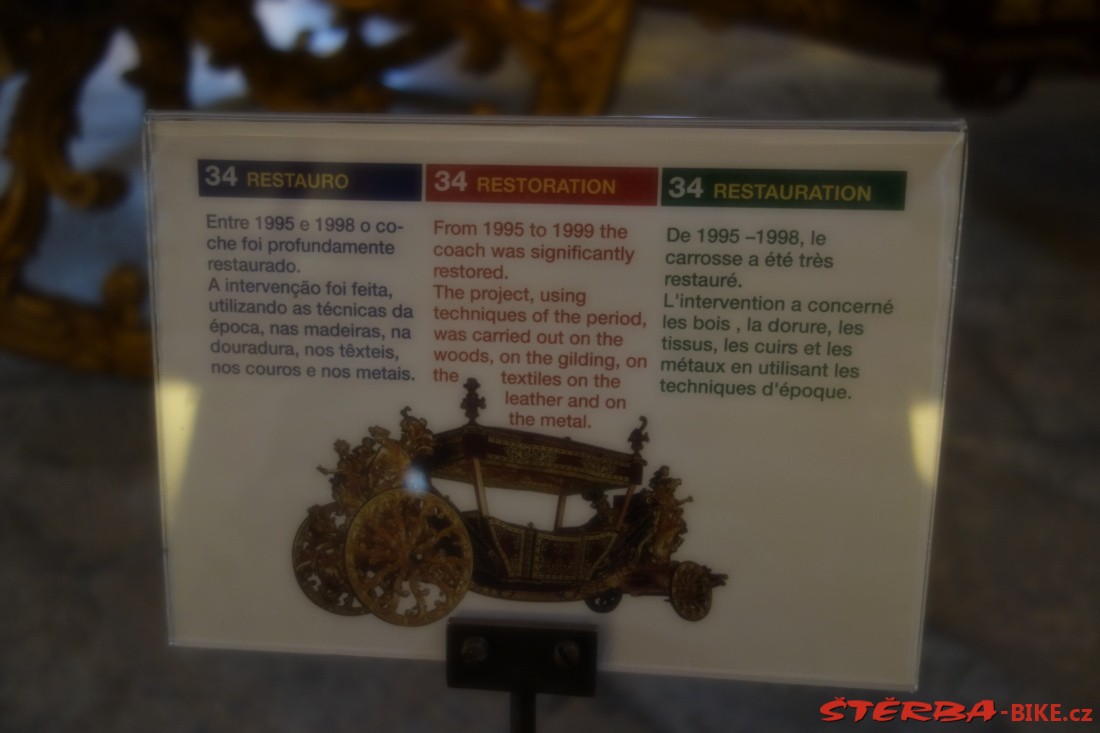 34 RESTAURO
Entre 1995 e 1998 o co-
che foi profundamente
restaurado.
A intervenção foi feita,
utilizando as técnicas da
época, nas madeiras, na
douradura, nos têxteis,
nos couros e nos metais.
34 RESTORATION
From 1995 to 1999 the
coach was significantly
restored.
The project, using
techniques of the period,
was carried out on the
woods, on the gilding, on
the textiles on the
leather and on
the metal.
34 RESTAURATION
De 1995 –1998, le
carrosse a été très
restauré.
L'intervention a concerné
les bois , la dorure, les
tissus, les cuirs et les
métaux en utilisant les
techniques d'époque.
ŠTĚRBA-BIKE.cz